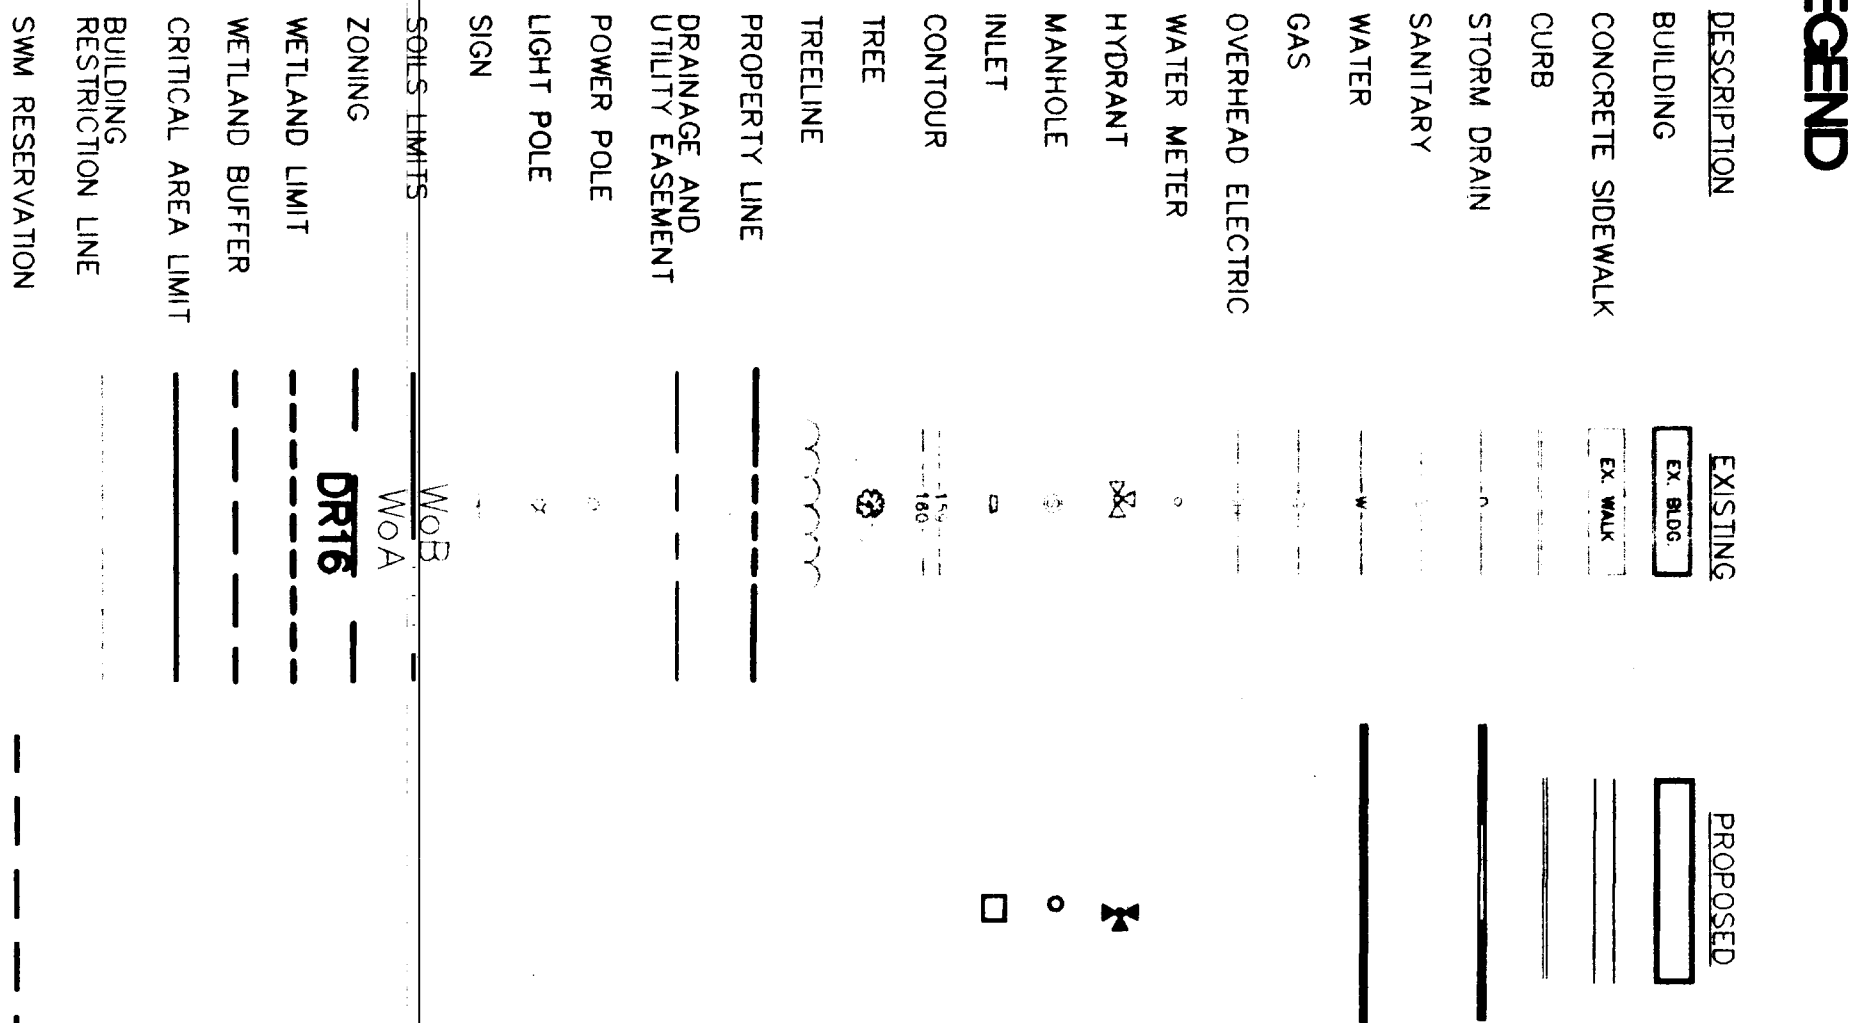 EGEND
DESCRIPTION EXISTING PROPOSED
BUILDING EX. BLDG.
CONCRETE SIDEWALK EX. WALK
CURB
STORM DRAIN
SANITARY
WATER W
GAS
OVERHEAD ELECTRIC
WATER METER
HYDRANT
MANHOLE
INLET
CONTOUR
180
TREE
TREELINE
PROPERTY LINE
DRAINAGE AND
UTILITY EASEMENT
POWER POLE
LIGHT POLE
SIGN
SOILS LIMITS WoB
WoA
ZONING DR16
WETLAND LIMIT
WETLAND BUFFER
CRITICAL AREA LIMIT
BUILDING
RESTRICTION LINE
SWM RESERVATION